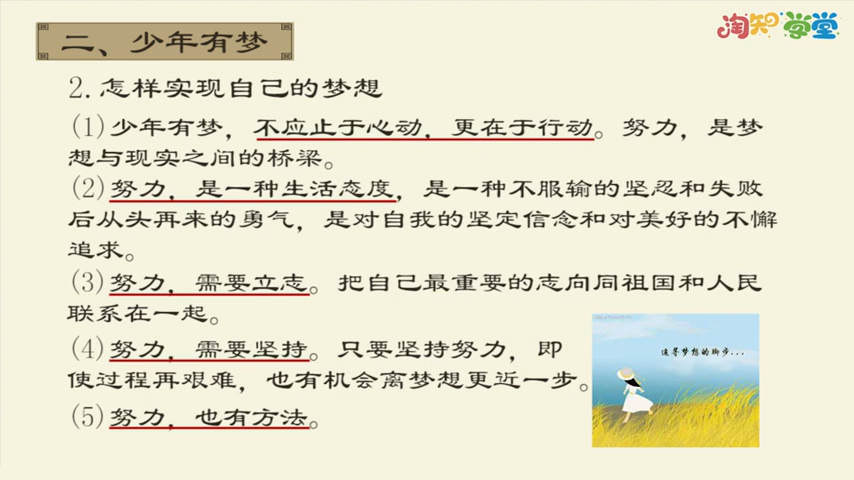 淘知学堂
二、少年有梦
2.怎样实现自己的梦想
(1)少年有梦，不应止于心动，更在于行动。努力，是梦
想与现实之间的桥梁。
(2)努力，是一种生活态度，是一种不服输的坚忍和失败
后从头再来的勇气，是对自我的坚定信念和对美好的不懈
追求。
(3)努力，需要立志。把自己最重要的志向同祖国和人民
联系在一起。
(4)努力，需要坚持。只要坚持努力，即
使过程再艰难，也有机会离梦想更近一步。
(5)努力，也有方法。
追寻梦想的脚步...